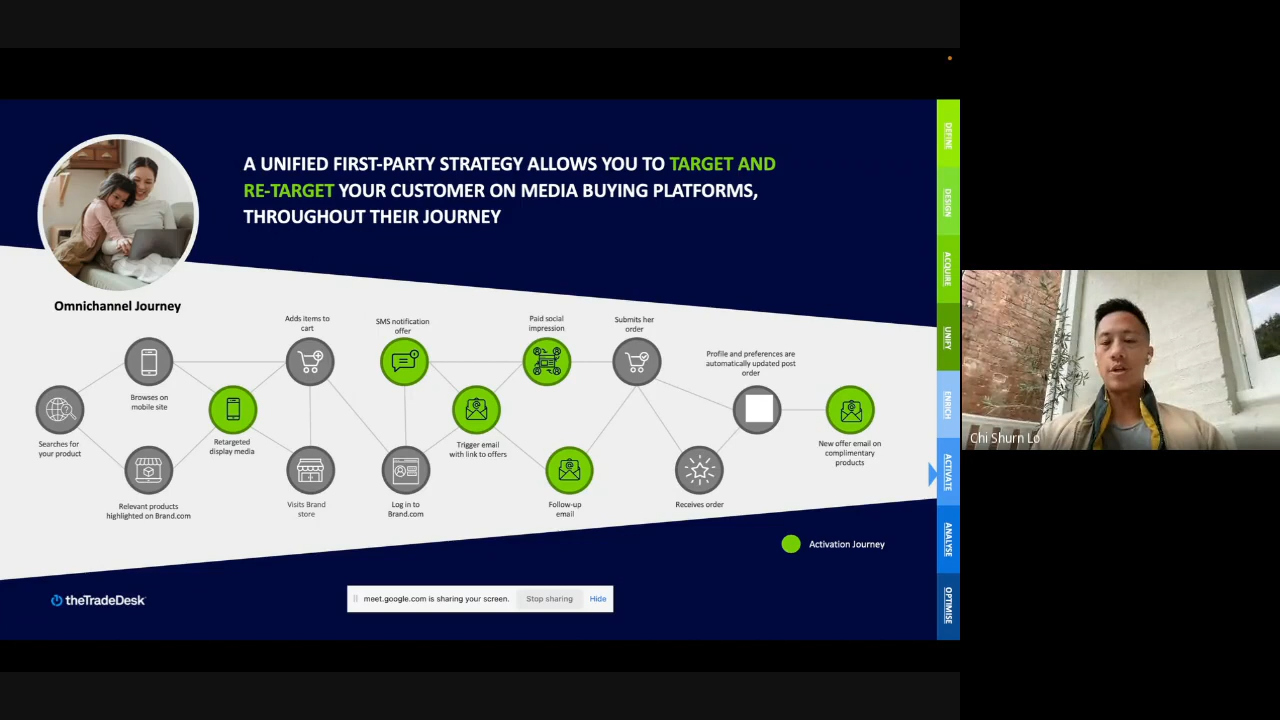 A UNIFIED FIRST-PARTY STRATEGY ALLOWS YOU TO TARGET AND
RE-TARGET YOUR CUSTOMER ON MEDIA BUYING PLATFORMS,
THROUGHOUT THEIR JOURNEY
Omnichannel Journey
Searches for
your product
Browses on
mobile site
Relevant products
highlighted on Brand.com
Retargeted
display media
Adds items to
cart
Visits Brand
store
SMS notification
offer
Log in to
Brand.com
Trigger email
with link to offers
Paid social
impression
Follow-up
email
Submits her
order
Receives order
Profile and preferences are
automatically updated post
order
New offer email on
complimentary
products
Activation Journey
theTradeDesk
meet.google.com is sharing your screen.
Stop sharing
Hide
DEFINE
DESIGN
ACQUIRE
UNIFY
ENRICH
ACTIVATE
ANALYSE
OPTIMISE
Chi Shurn Lo